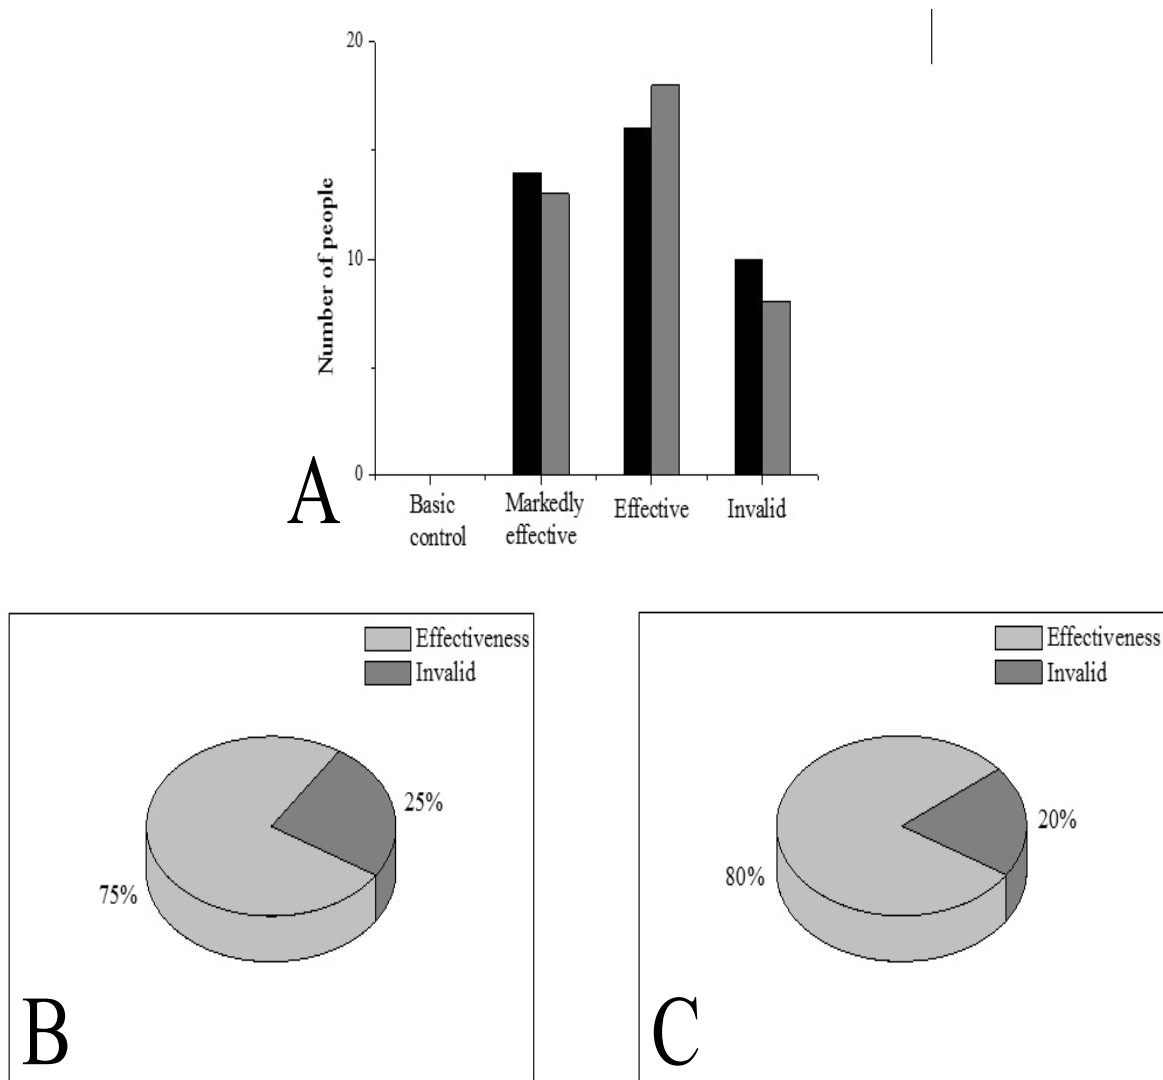 20
10
0
Number of people
Basic
control
Markedly
effective
Effective
Invalid
A
Effectiveness
Invalid
25%
75%
B
Effectiveness
Invalid
20%
80%
C